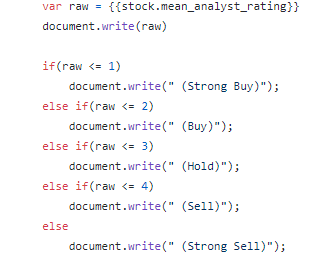 var raw = {{stock.mean_analyst_rating}}
document.write(raw)
if(raw <= 1)
document.write(" (Strong Buy)");
else if(raw <= 2)
document.write(" (Buy)");
else if(raw <= 3)
document.write(" (Hold)");
else if(raw <= 4)
document.write(" (Sell)");
else
document.write(" (Strong Sell)");